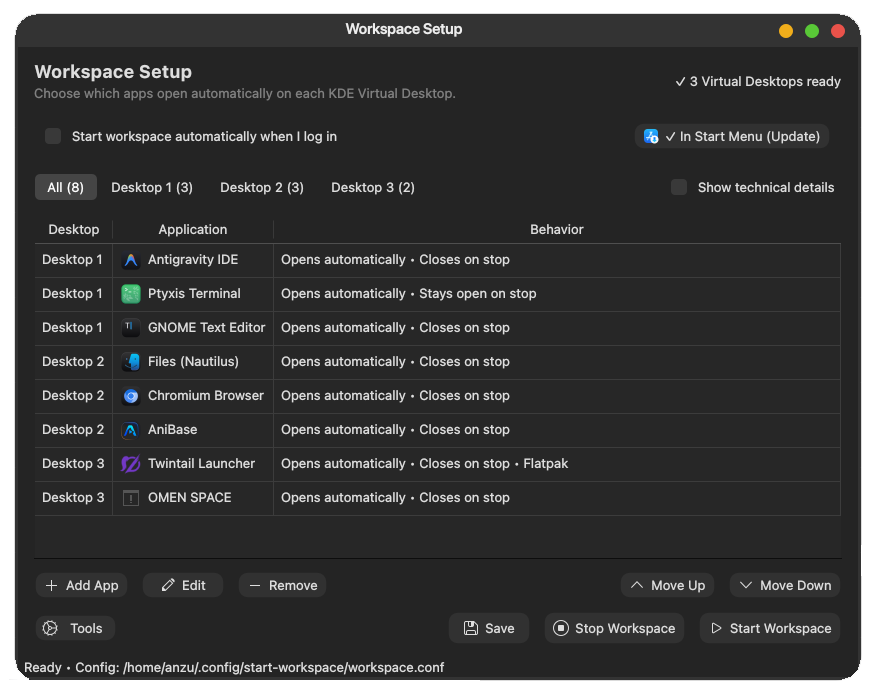 Workspace Setup
Workspace Setup
Choose which apps open automatically on each KDE Virtual Desktop.
✓ 3 Virtual Desktops ready
Start workspace automatically when I log in
✓ In Start Menu (Update)
All (8) Desktop 1 (3) Desktop 2 (3) Desktop 3 (2) Show technical details
Desktop Application Behavior
Desktop 1 Antigravity IDE Opens automatically • Closes on stop
Desktop 1 Ptyxis Terminal Opens automatically • Stays open on stop
Desktop 1 GNOME Text Editor Opens automatically • Closes on stop
Desktop 2 Files (Nautilus) Opens automatically • Closes on stop
Desktop 2 Chromium Browser Opens automatically • Closes on stop
Desktop 2 AniBase Opens automatically • Closes on stop
Desktop 3 Twintail Launcher Opens automatically • Closes on stop • Flatpak
Desktop 3 OMEN SPACE Opens automatically • Closes on stop
Add App Edit Remove Move Up Move Down
Tools Save Stop Workspace Start Workspace
Ready • Config: /home/anzu/.config/start-workspace/workspace.conf